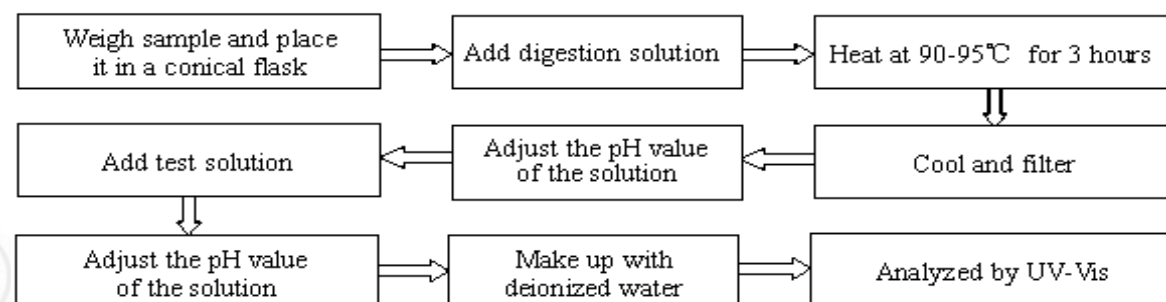 Weigh sample and place
it in a conical flask
Add digestion solution
Heat at 90-95℃ for 3 hours
Cool and filter
Adjust the pH value
of the solution
Add test solution
Adjust the pH value
of the solution
Make up with
deionized water
Analyzed by UV-Vis